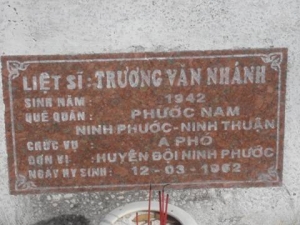 LIỆT SĨ: TRƯƠNG VĂN NHÁNH
SINH NĂM : 1942
QUÊ QUÁN : PHƯỚC NAM
NINH PHƯỚC-NINH THUẬN
CHỨC VỤ : A PHÓ
ĐƠN VỊ : HUYỆN ĐỘI NINH PHƯỚC
NGÀY HY SINH: 12-03-1962